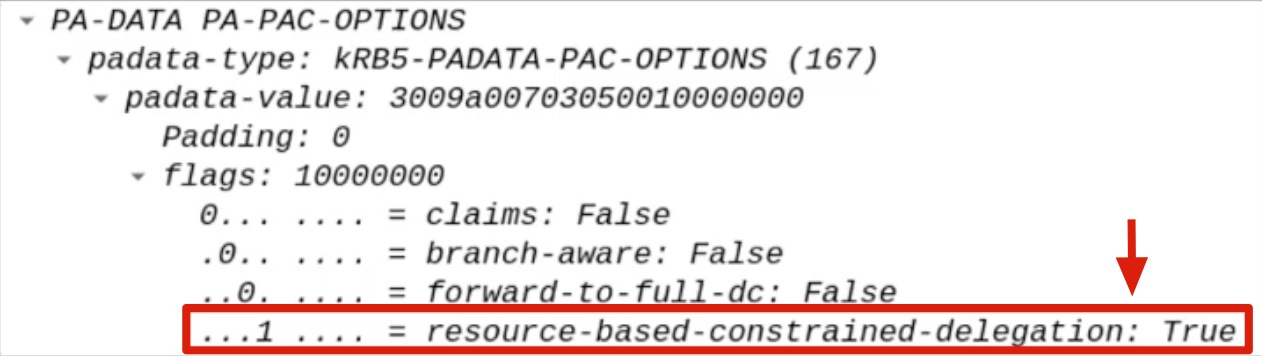 PA-DATA PA-PAC-OPTIONS
padata-type: kRB5-PADATA-PAC-OPTIONS (167)
padata-value: 3009a00703050010000000
Padding: 0
flags: 10000000
0... .... = claims: False
.0.. .... = branch-aware: False
..0. .... = forward-to-full-dc: False
...1 .... = resource-based-constrained-delegation: True